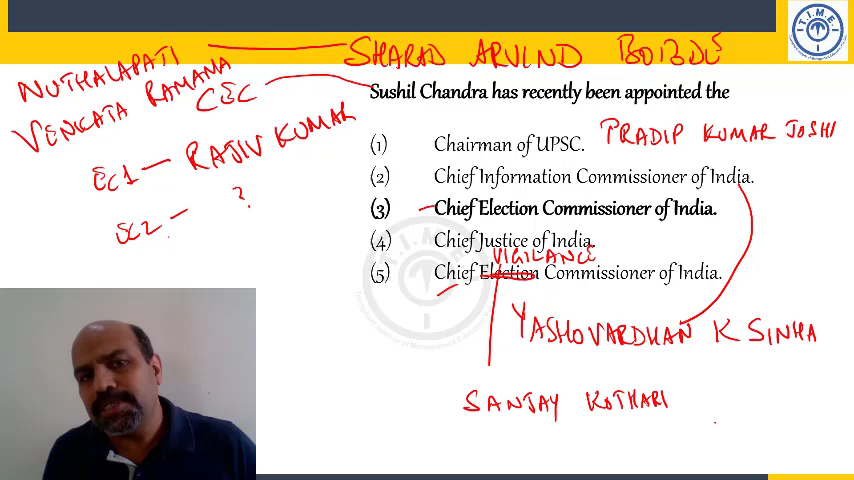 T.I.M.E.
NUTHALAPATI
VENKATA RAMANA
SHARAD ARVIND BOBDE
CEC
Sushil Chandra has recently been appointed the
EC1 — RAJIV KUMAR
EC2 — ?
(1) Chairman of UPSC. PRADIP KUMAR JOSHI
(2) Chief Information Commissioner of India.
(3) Chief Election Commissioner of India.
(4) Chief Justice of India.
VIGILANCE
(5) Chief Election Commissioner of India.
YASHOVARDHAN K SINHA
SANJAY KOTHARI